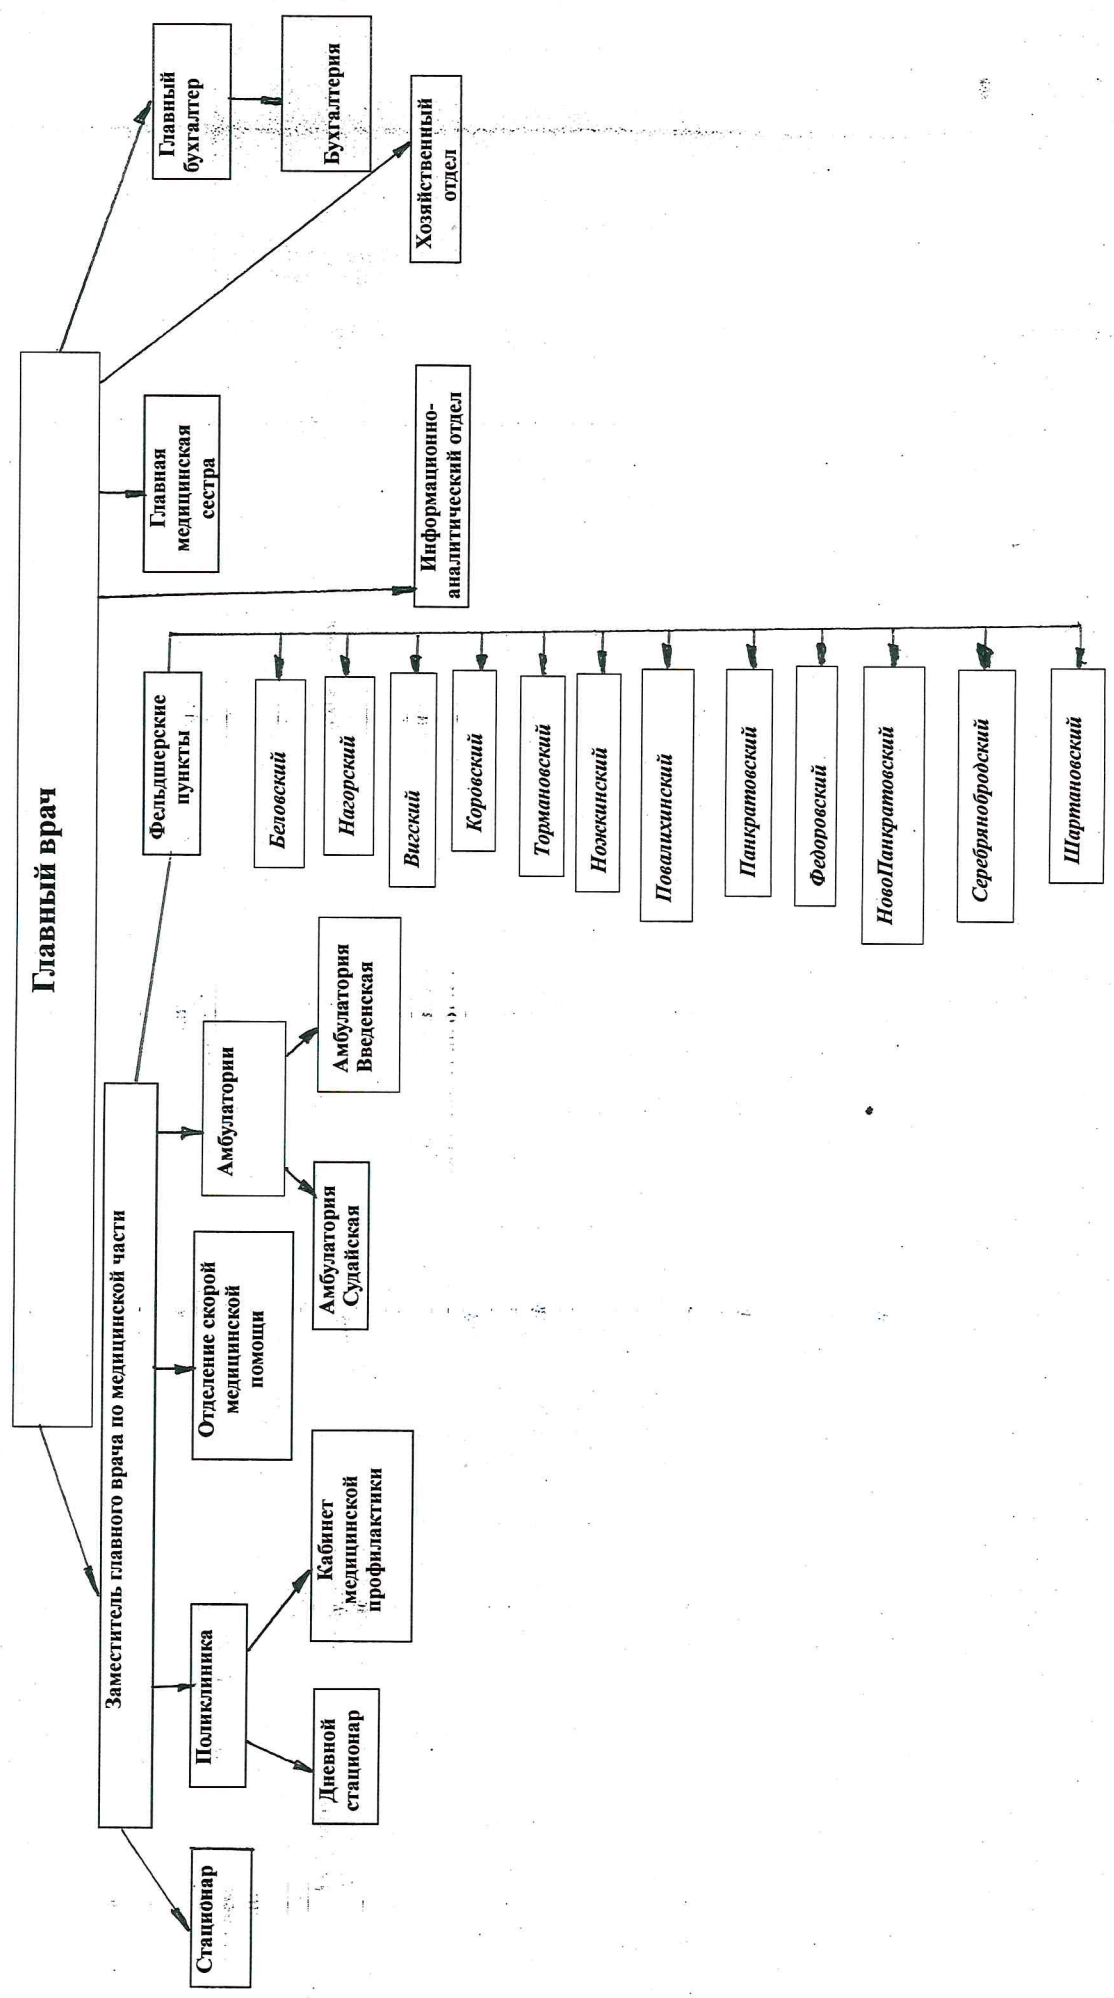 Главный врач
Заместитель главного врача по медицинской части
Стационар
Поликлиника
Дневной
стационар
Кабинет
медицинской
профилактики
Отделение скорой
медицинской
помощи
Амбулатории
Амбулатория
Судайская
Амбулатория
Введенская
Фельдшерские
пункты
Беловский
Нагорский
Вигский
Коровский
Тормановский
Ножкинский
Повалихинский
Панкратовский
Федоровский
НовоПанкратовский
Серебрянобродский
Шартановский
Главная
медицинская
сестра
Информационно-
аналитический отдел
Главный
бухгалтер
Бухгалтерия
Хозяйственный
отдел